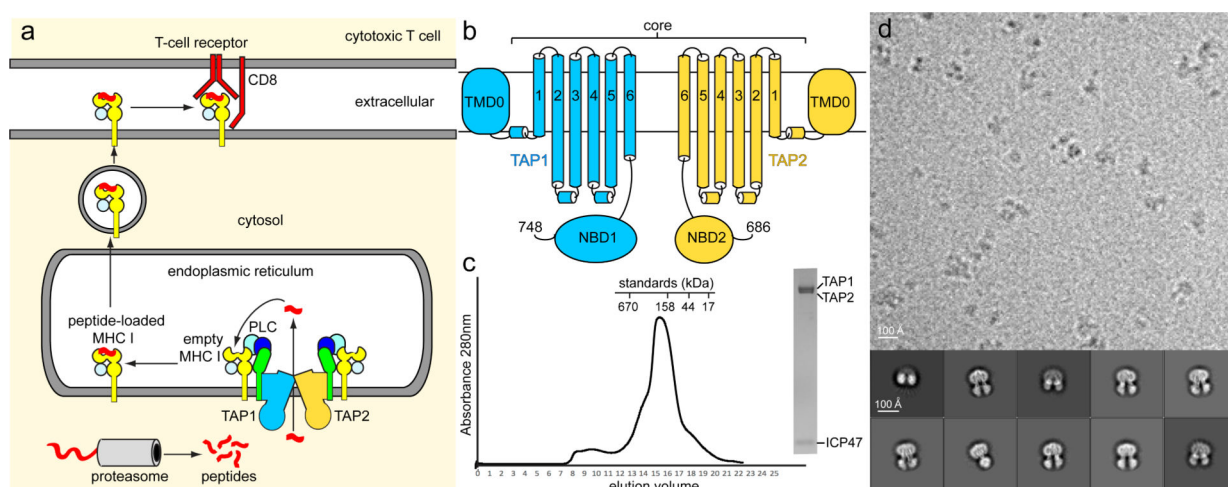 a
T-cell receptor
cytotoxic T cell
CD8
extracellular
cytosol
endoplasmic reticulum
peptide-loaded
MHC I
empty
MHC I
PLC
TAP1
TAP2
proteasome
peptides
b
core
TMD0
1
2
3
4
5
6
6
5
4
3
2
1
TMD0
TAP1
TAP2
748
NBD1
NBD2
686
c
standards (kDa)
670
158
44
17
Absorbance 280nm
0 1 2 3 4 5 6 7 8 9 10 11 12 13 14 15 16 17 18 19 20 21 22 23 24 25
elution volume
TAP1
TAP2
ICP47
d
100 Å
100 Å